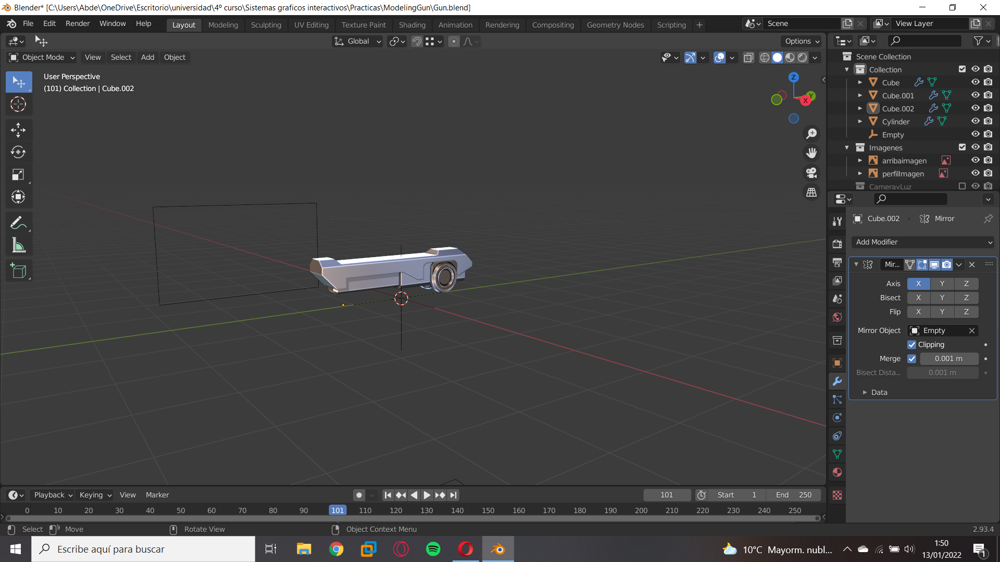 Blender* [C:\Users\Abde\OneDrive\Escritorio\universidad\4º curso\Sistemas graficos interactivos\Practicas\ModelingGun\Gun.blend]
File Edit Render Window Help Layout Modeling Sculpting UV Editing Texture Paint Shading Animation Rendering Compositing Geometry Nodes Scripting + Scene View Layer
Global Options
Object Mode View Select Add Object
User Perspective
(101) Collection | Cube.002
Z
Y
X
Scene Collection
Collection
Cube
Cube.001
Cube.002
Cylinder
Empty
Imagenes
arribaimagen
perfilImagen
CamerayLuz
Cube.002 Mirror
Add Modifier
Mir...
Axis X Y Z
Bisect X Y Z
Flip X Y Z
Mirror Object Empty
Clipping
Merge 0.001 m
Bisect Dista... 0.001 m
Data
Playback Keying View Marker 101 Start 1 End 250
0 10 20 30 40 50 60 70 80 90 101 110 120 130 140 150 160 170 180 190 200 210 220 230 240 250
Select Move Rotate View Object Context Menu 2.93.4
Escribe aquí para buscar
10°C Mayorm. nubl...
1:50
13/01/2022
1